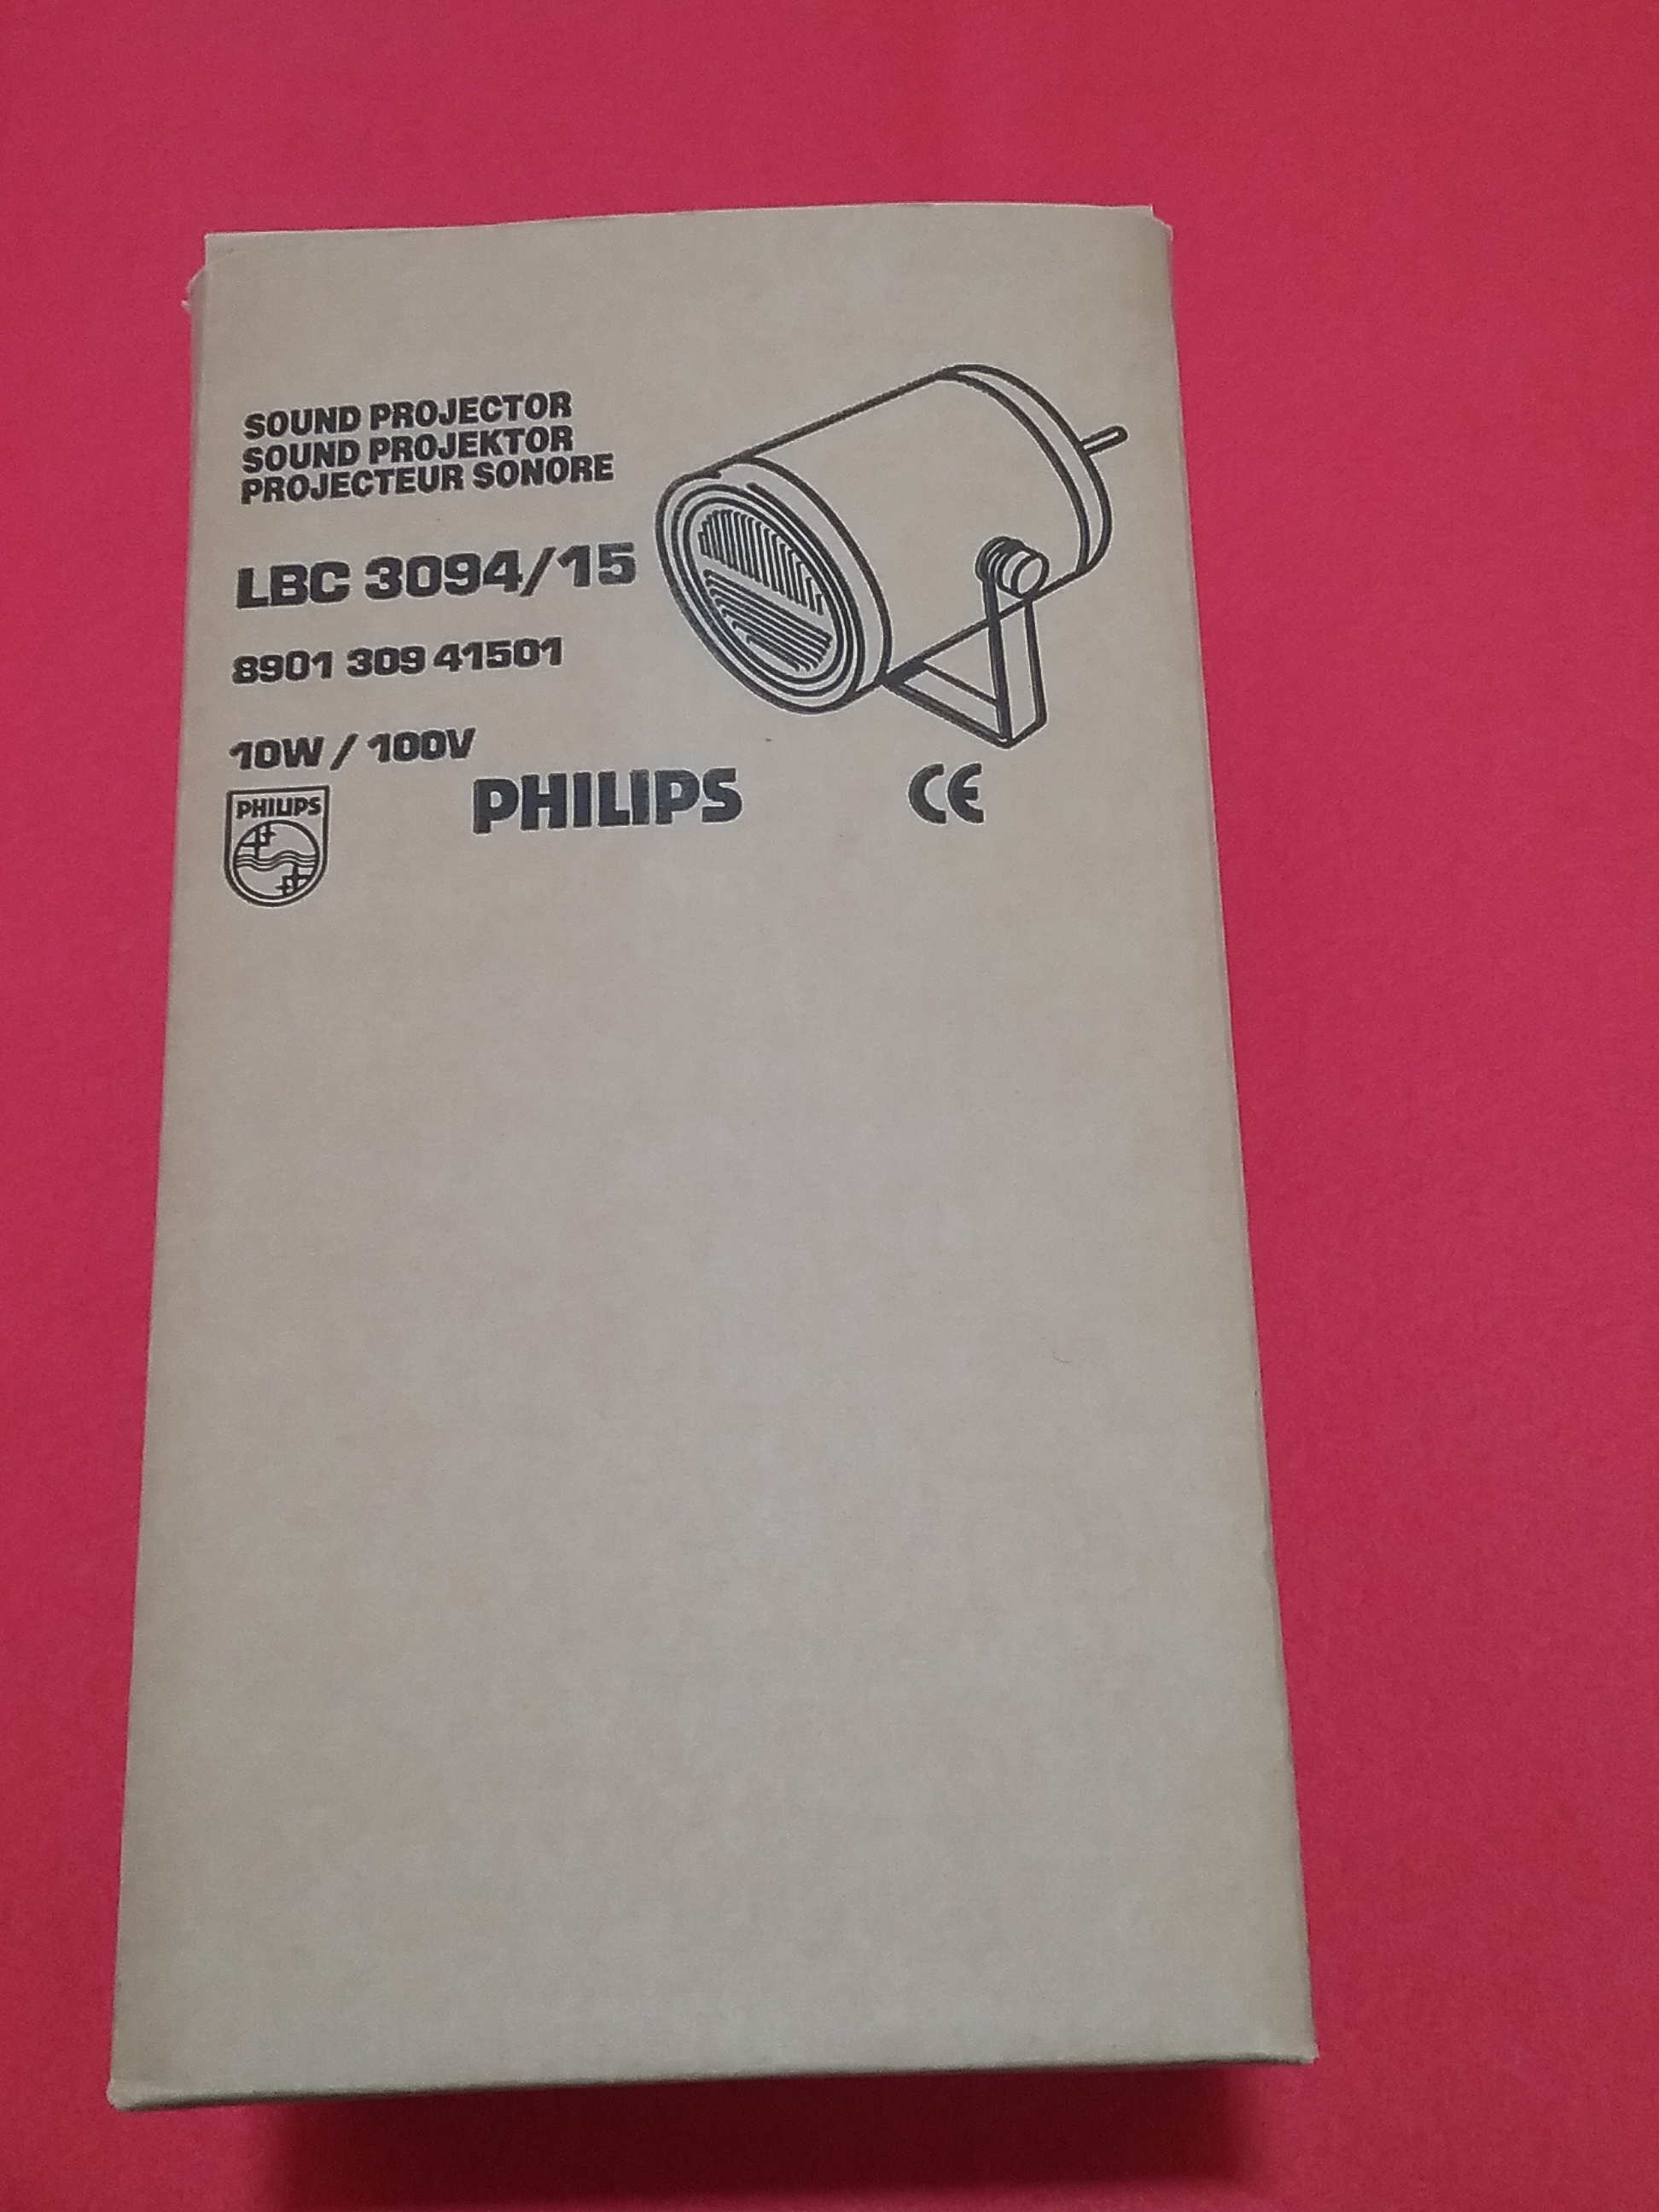 SOUND PROJECTOR
SOUND PROJEKTOR
PROJECTEUR SONORE
LBC 3094/15
8901 309 41501
10W / 100V
PHILIPS
PHILIPS
CE